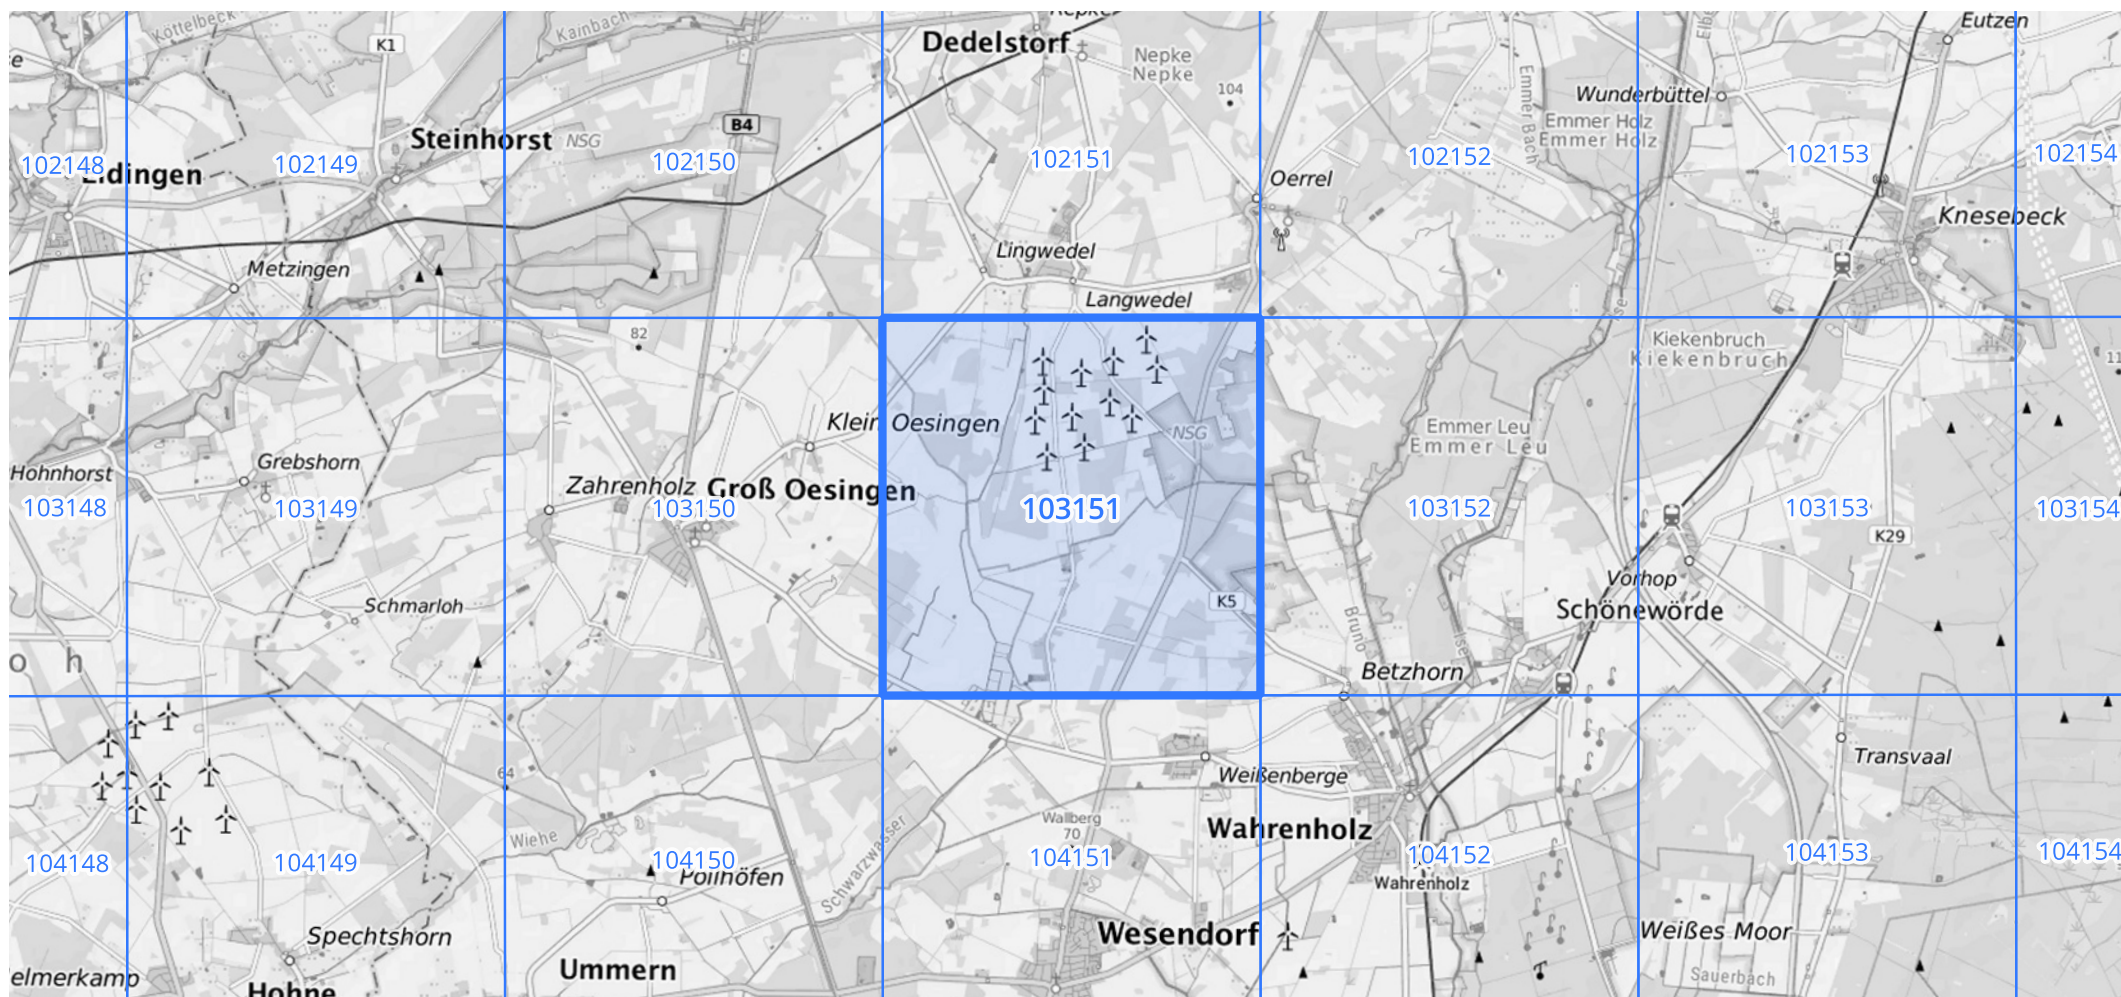 Köttelbeck
Kainbach
Dedelstorf
Nepke
Nepke
Eutzen
K1
B4
104
Wunderbüttel
Emmer Bach
Emmer Holz
Emmer Holz
Steinhorst
NSG
102148
102149
102150
102151
102152
102153
102154
Oerrel
Knesebeck
Metzingen
Lingwedel
Langwedel
82
Kiekenbruch
Kiekenbruch
Klein Oesingen
NSG
Emmer Leu
Emmer Leu
Hohnhorst
Grebshorn
Zahrenholz
Groß Oesingen
103148
103149
103150
103151
103152
103153
103154
K29
Vorhop
Schönewörde
Schmarloh
K5
Bruno
Isel
o h
Betzhorn
Transvaal
64
Weißenberge
Wiehe
Wallberg
70
Wahrenholz
Schwarzwasser
104148
104149
104150
104151
104152
104153
104154
Pollhöfen
Wahrenholz
Spechtshorn
Wesendorf
Weißes Moor
elmerkamp
Ummern
Sauerbach
Hohne